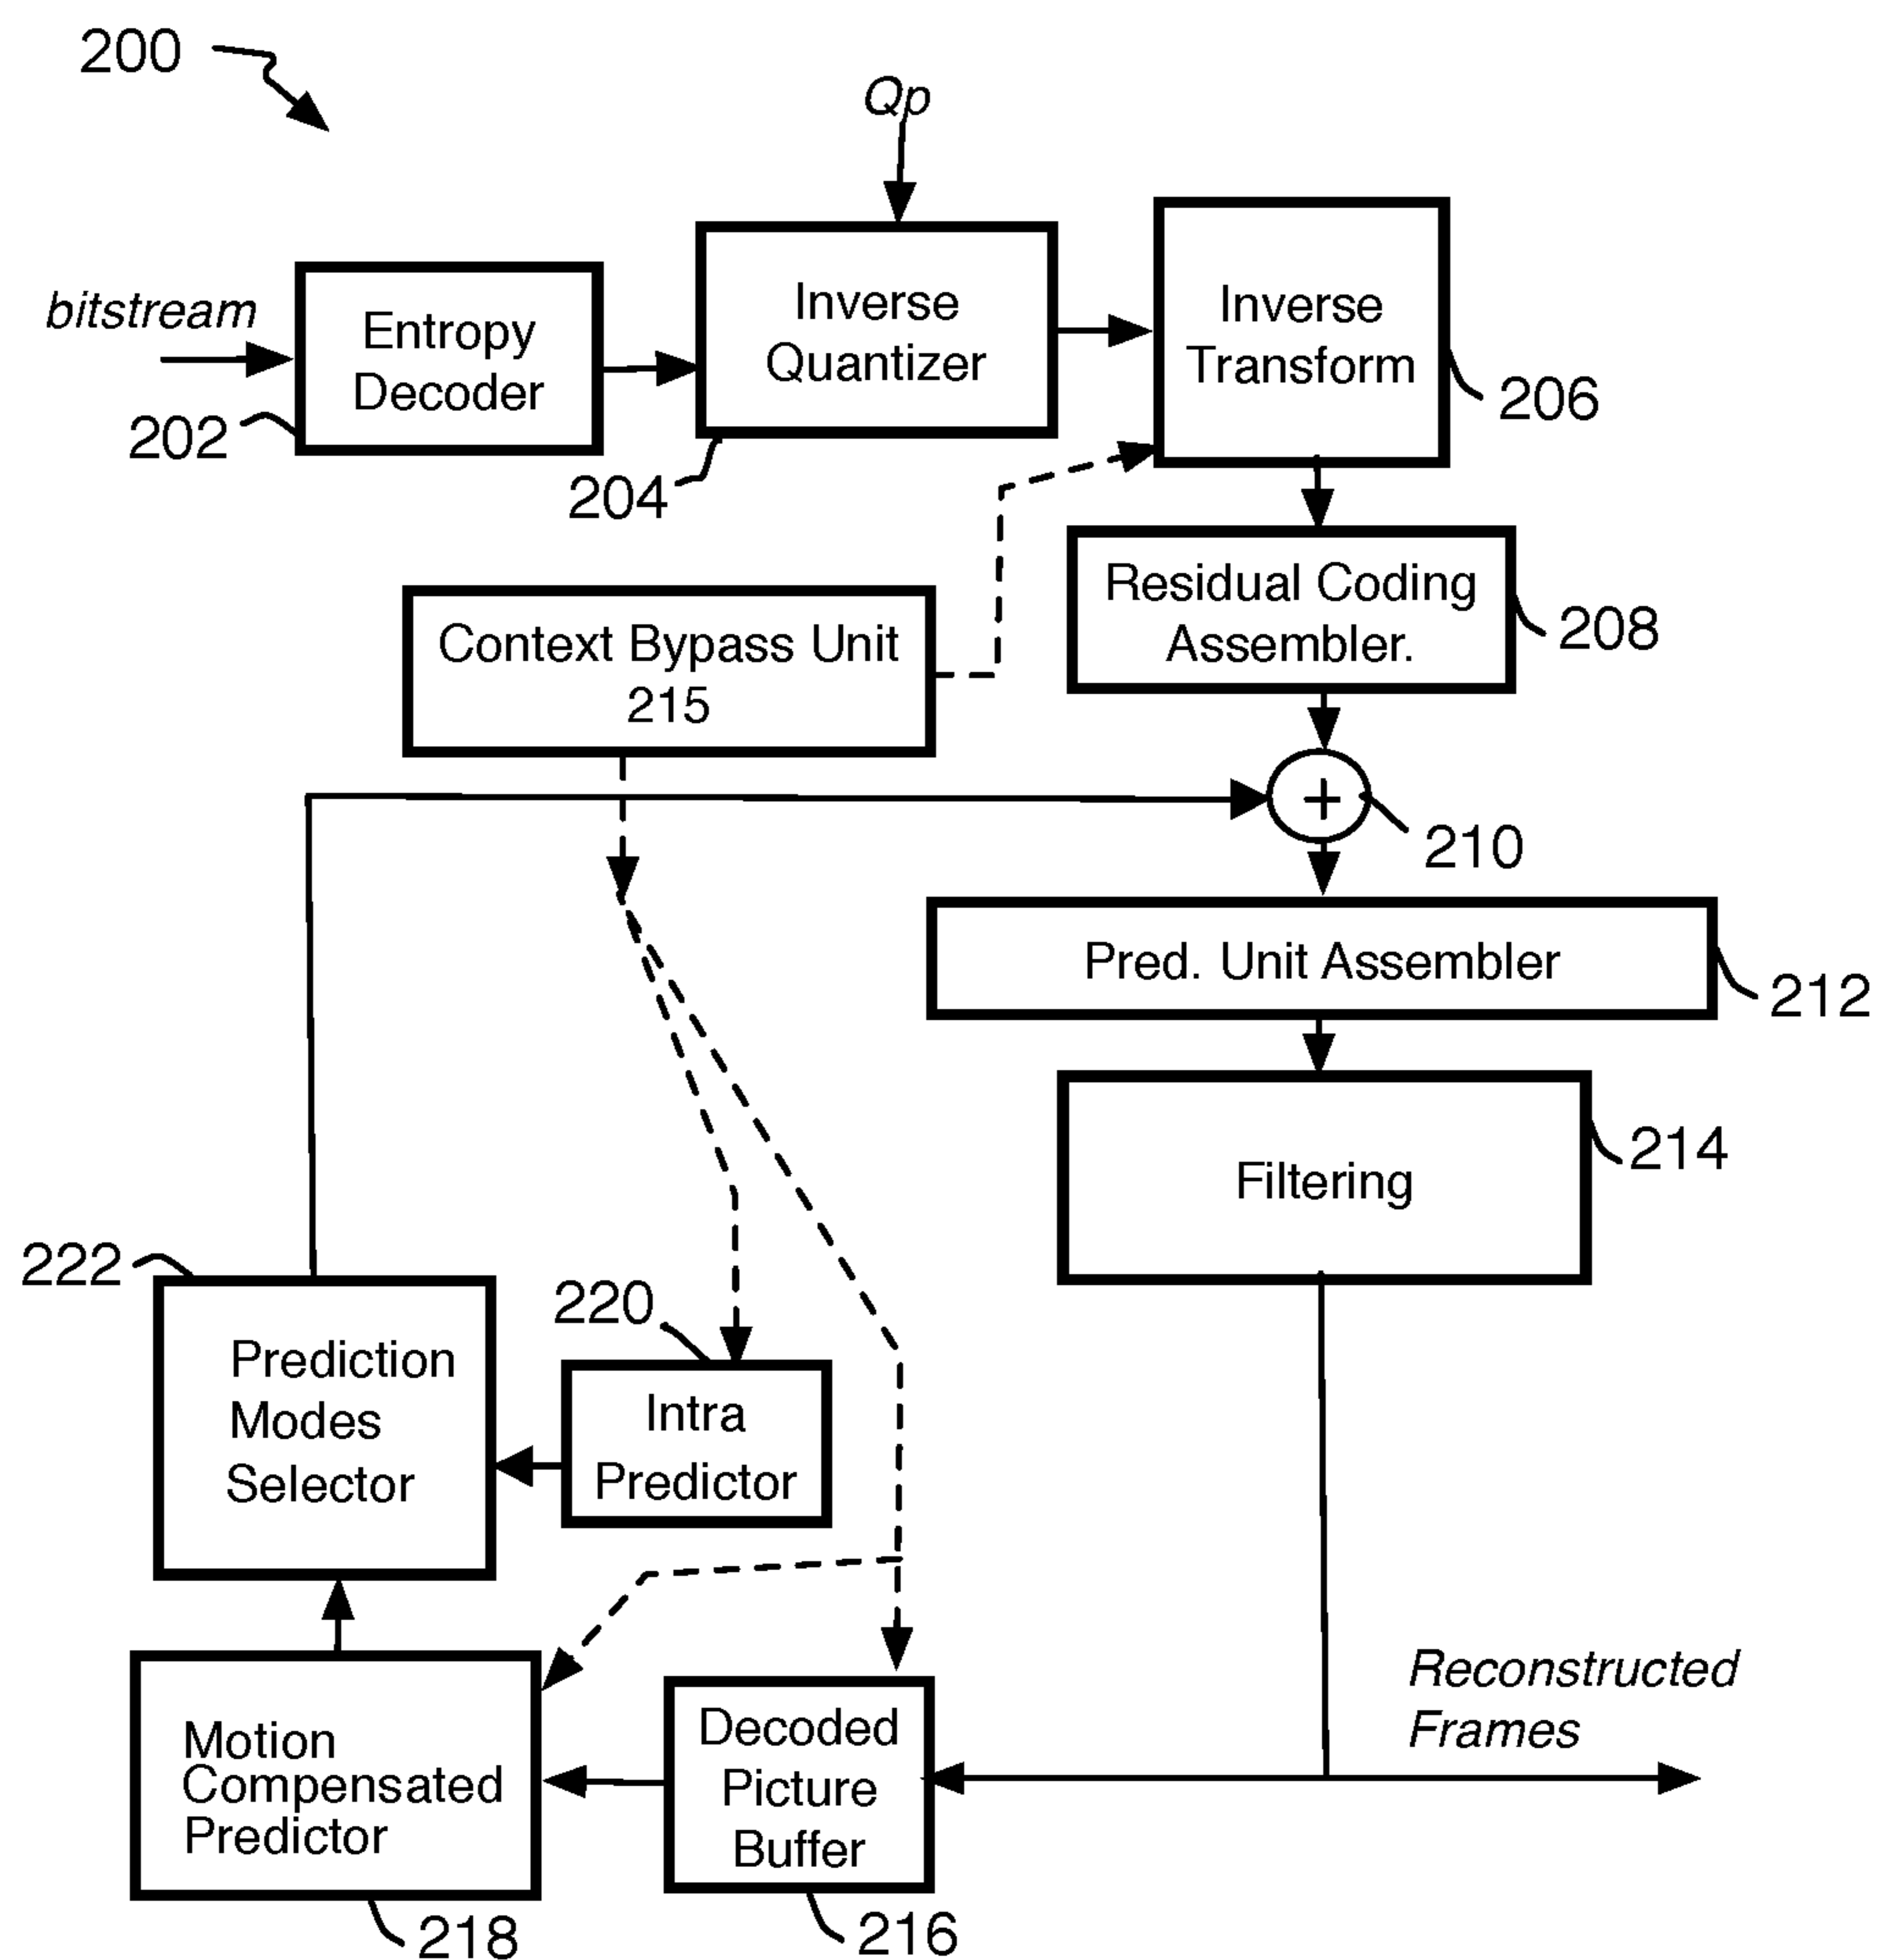 200
Qp
bitstream
Entropy
Decoder
202
Inverse
Quantizer
204
Inverse
Transform
206
Residual Coding
Assembler.
208
Context Bypass Unit
215
+
210
Pred. Unit Assembler
212
Filtering
214
222
Prediction
Modes
Selector
220
Intra
Predictor
Motion
Compensated
Predictor
218
Decoded
Picture
Buffer
216
Reconstructed
Frames